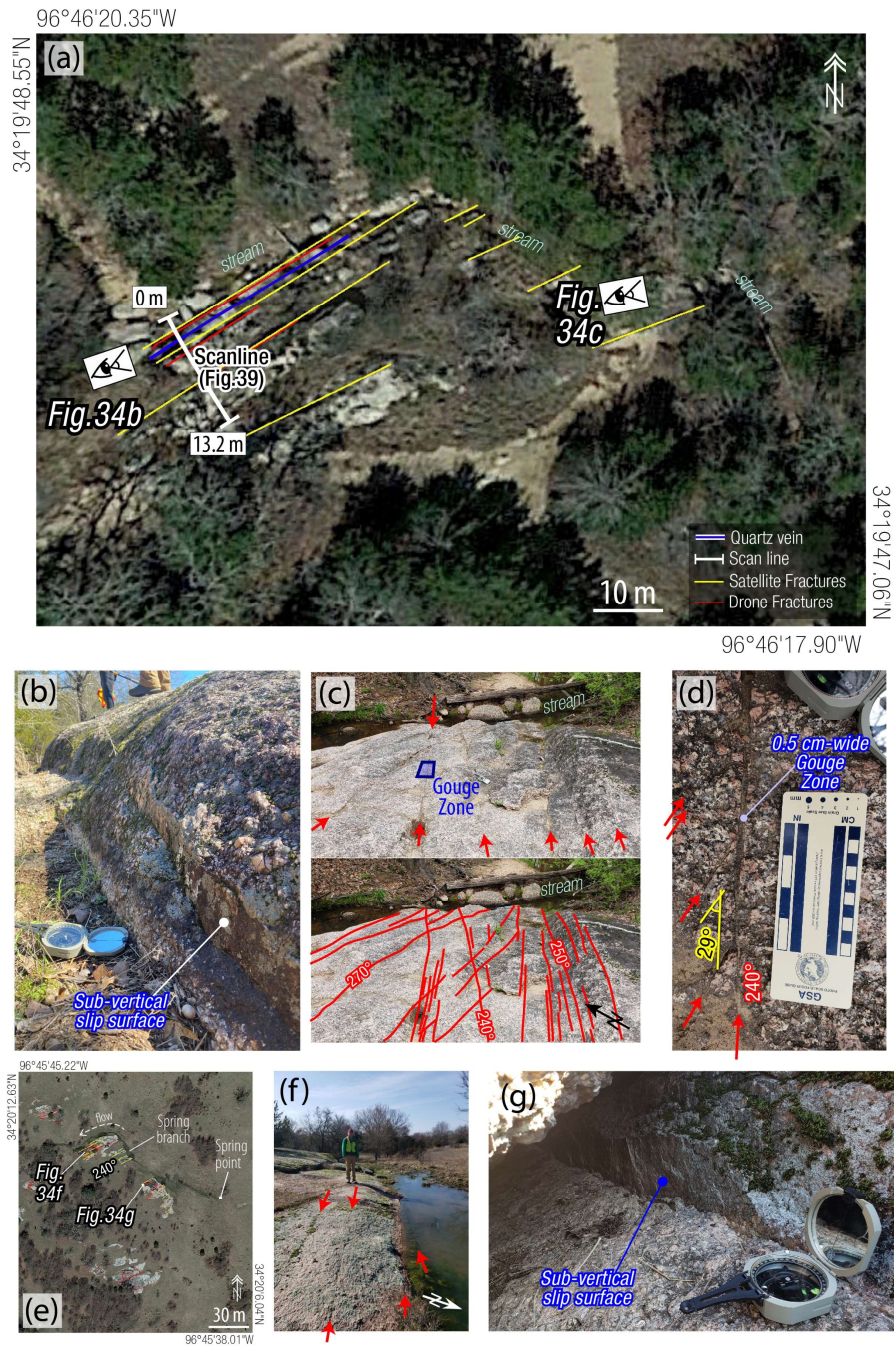 96°46'20.35"W
34°19'48.55"N
(a)
N
stream
stream
stream
0 m
Fig.
34c
Scanline
(Fig.39)
Fig.34b
13.2 m
Quartz vein
Scan line
Satellite Fractures
Drone Fractures
10 m
34°19'47.06"N
96°46'17.90"W
(b)
Sub-vertical
slip surface
(c)
stream
Gouge
Zone
stream
270°
240°
250°
N
(d)
0.5 cm-wide
Gouge
Zone
mm
IN
CM
29°
240°
GSA
96°45'45.22"W
34°20'12.63"N
flow
Spring
branch
Spring
point
Fig.
34f
240°
Fig.34g
N
30 m
(e)
34°20'6.04"N
96°45'38.01"W
(f)
N
(g)
Sub-vertical
slip surface